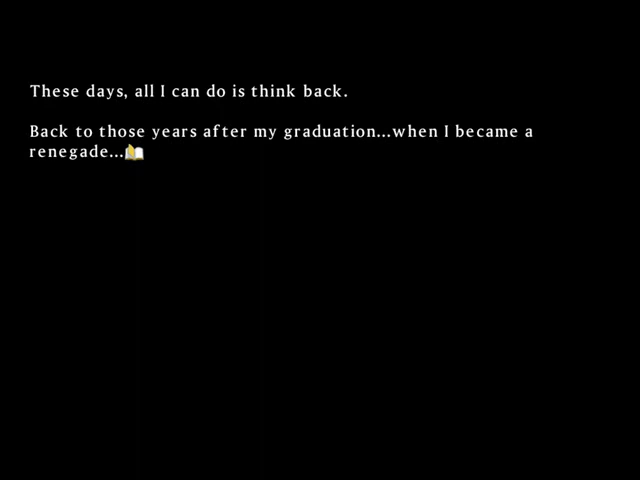 These days, all I can do is think back.
Back to those years after my graduation...when I became a
renegade...